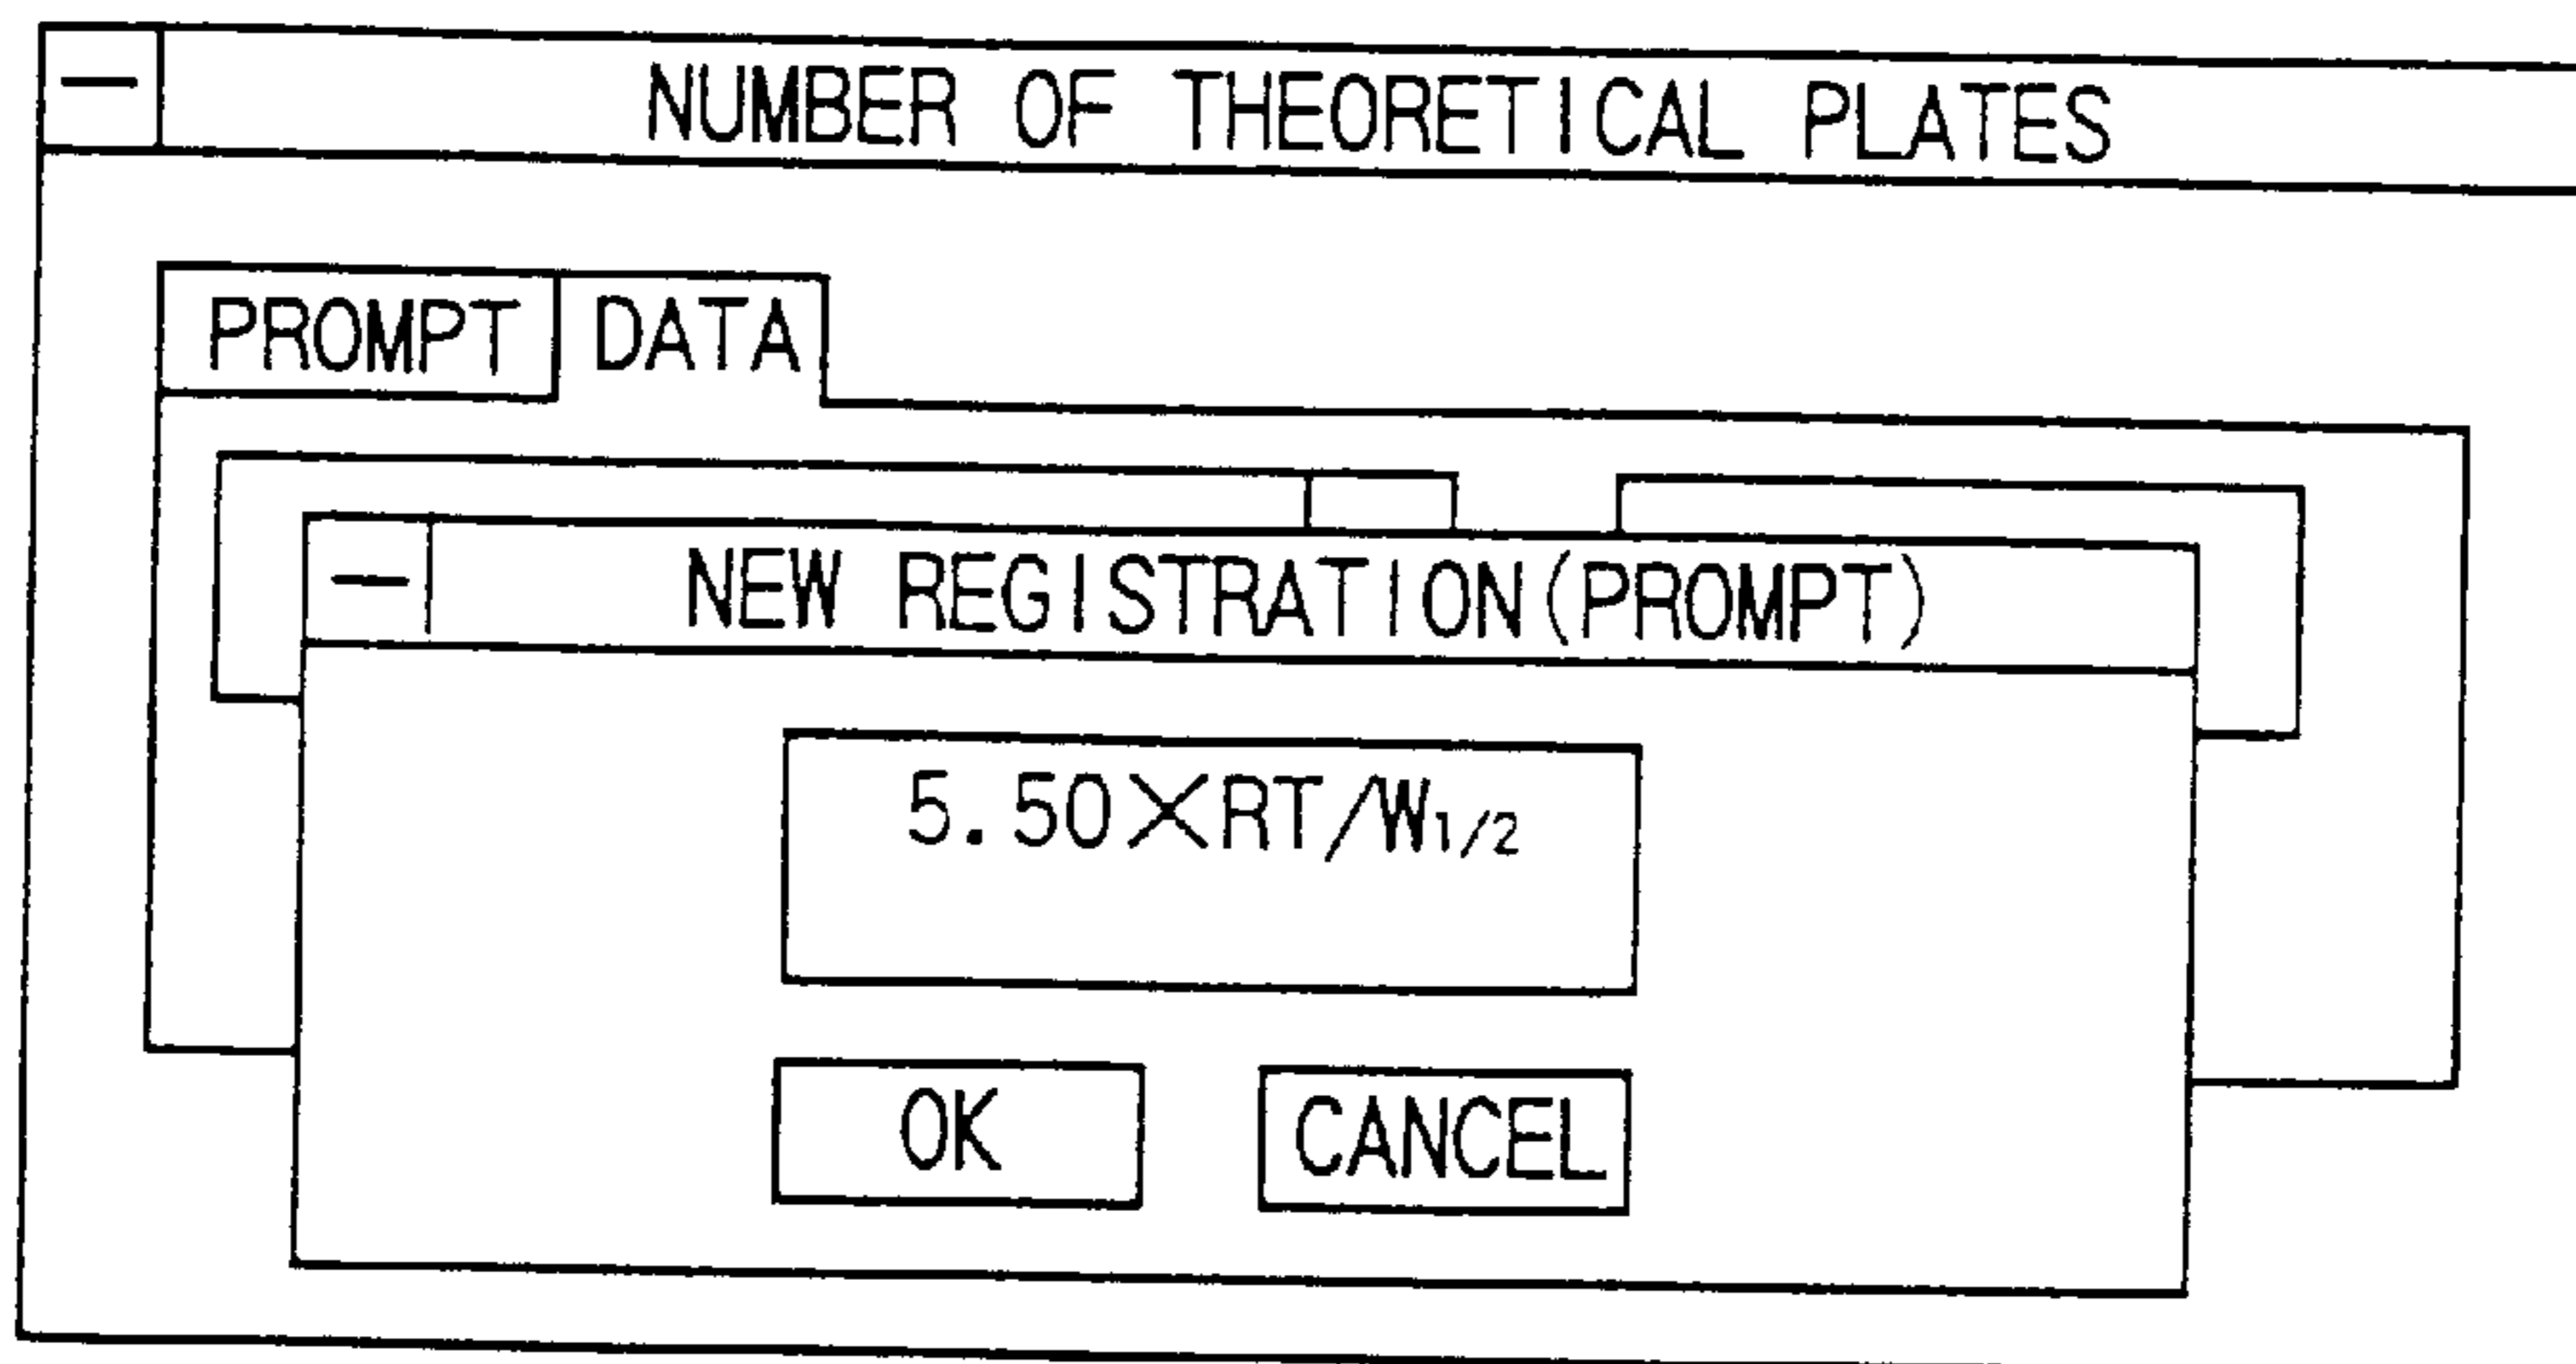 NUMBER OF THEORETICAL PLATES
PROMPT DATA
NEW REGISTRATION(PROMPT)
5.50×RT/W1/2
OK CANCEL